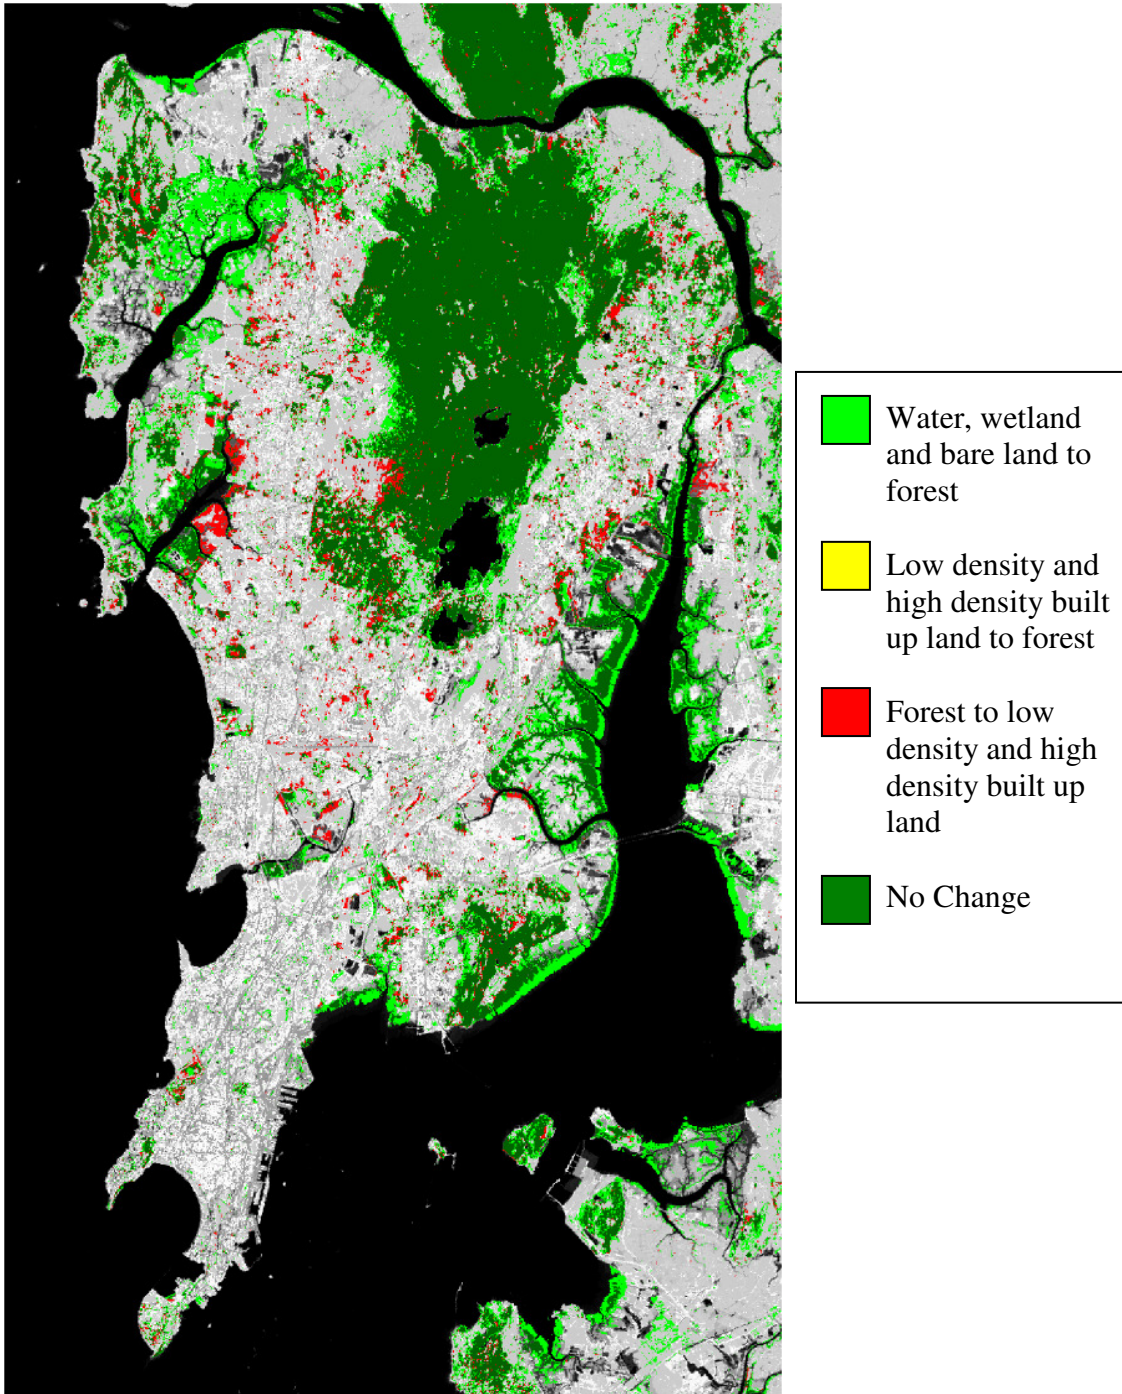 Water, wetland
and bare land to
forest
Low density and
high density built
up land to forest
Forest to low
density and high
density built up
land
No Change